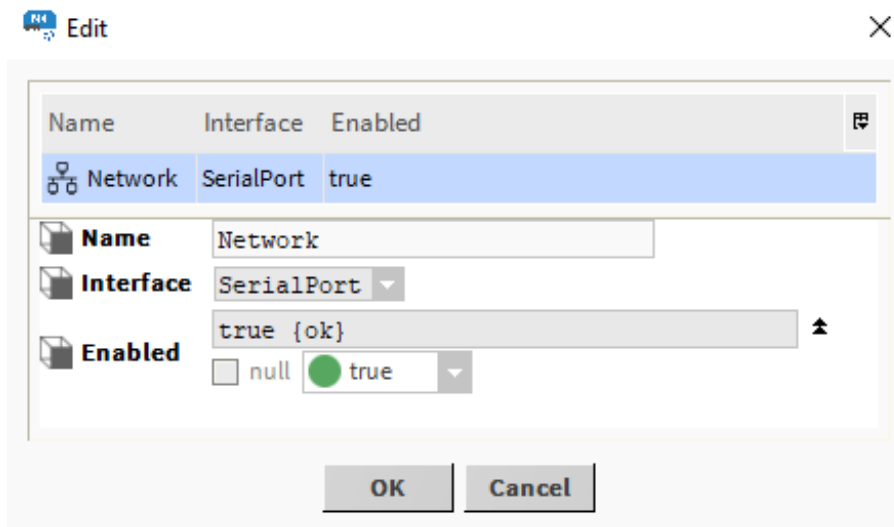 N4 Edit
Name Interface Enabled
Network SerialPort true
Name Network
Interface SerialPort
true {ok}
Enabled
null true
OK Cancel